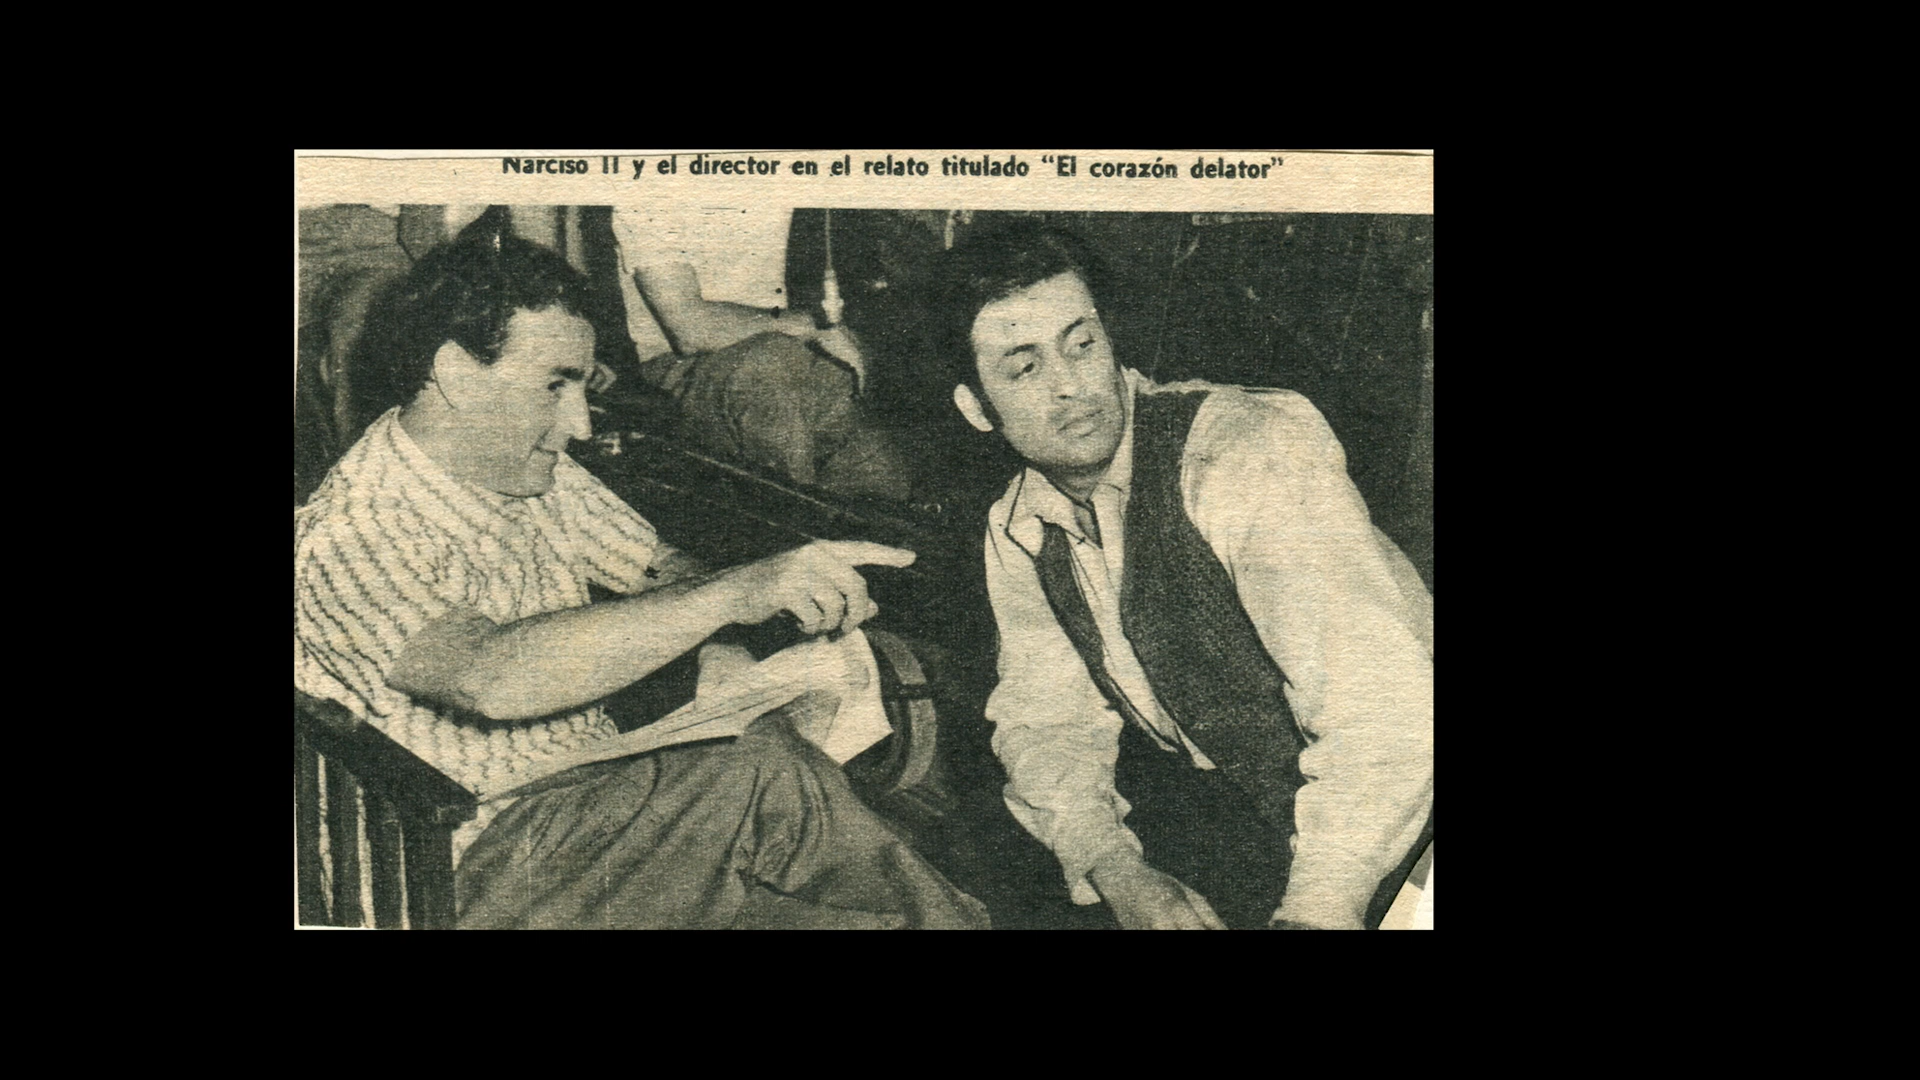 Narciso II y el director en el relato titulado “El corazón delator”